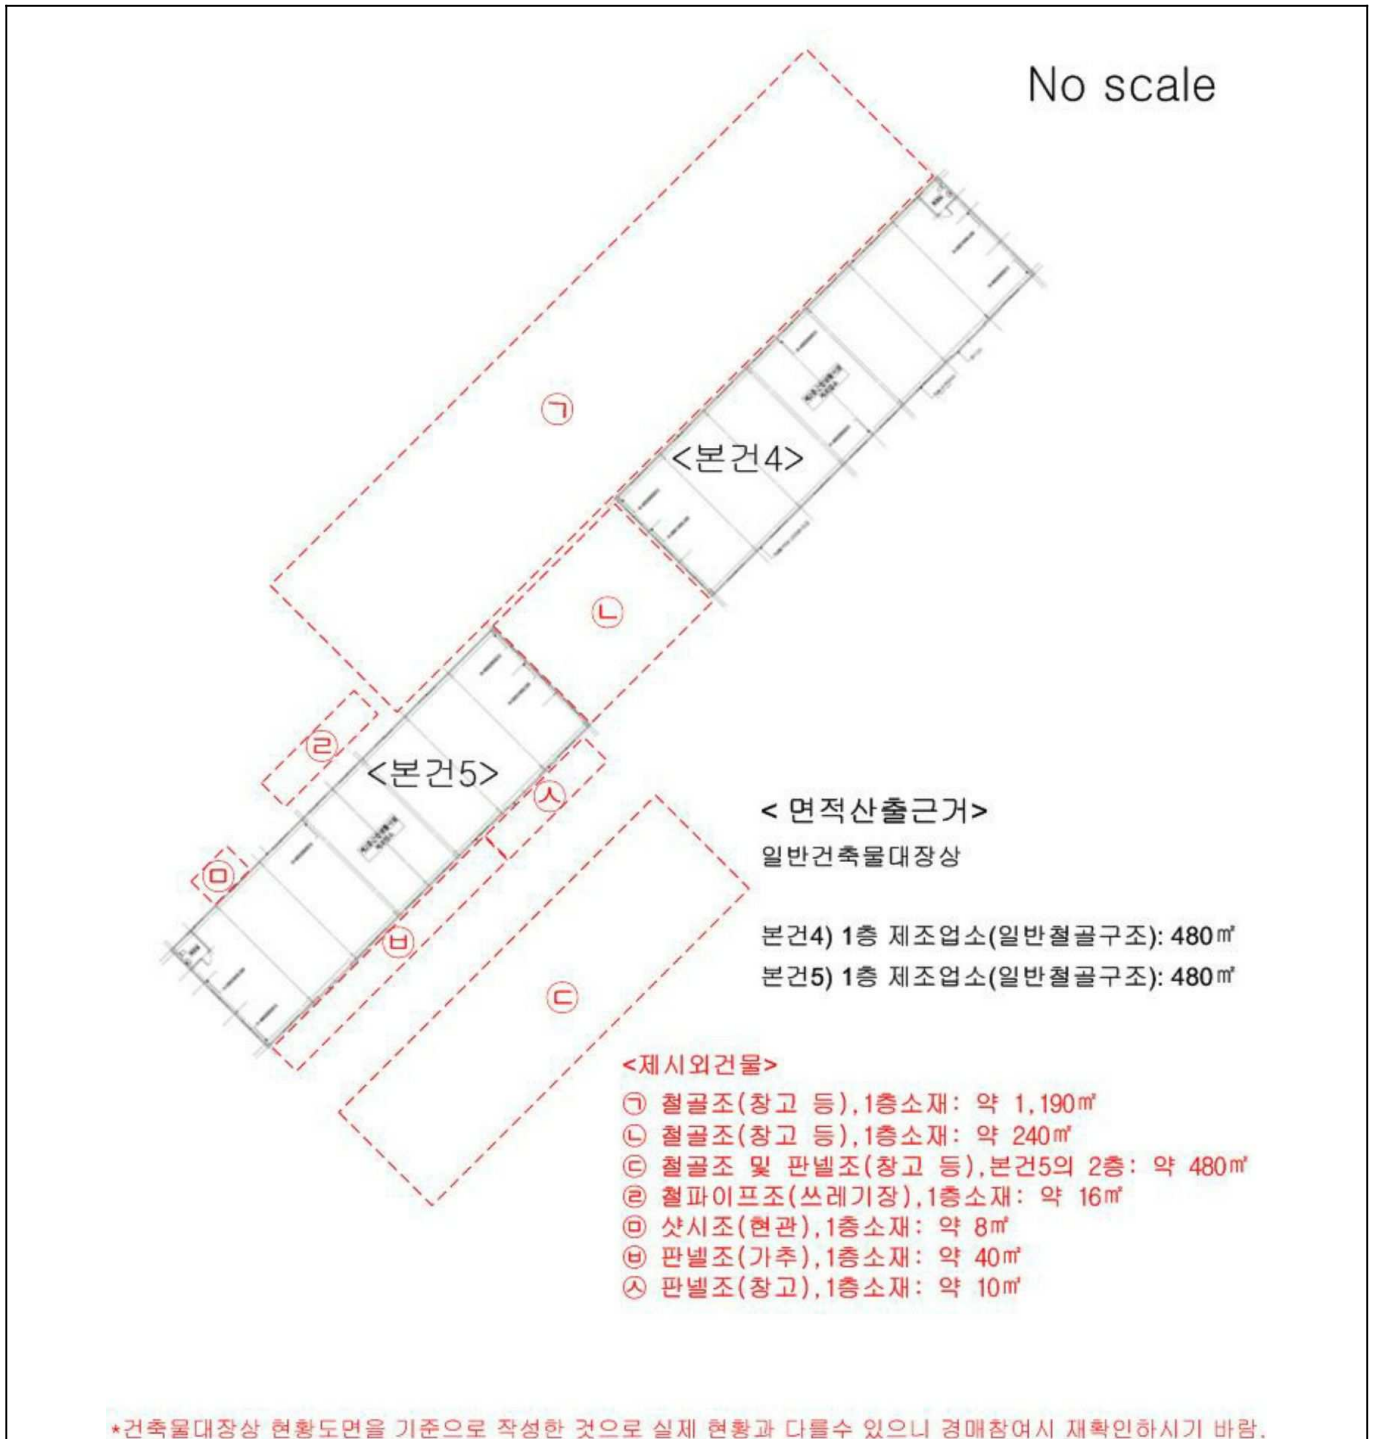 No scale
㉠
<본건4>
㉡
㉣
<본건5>
㉦
㉤
㉥
㉢
< 면적산출근거>
일반건축물대장상
본건4) 1층 제조업소(일반철골구조): 480㎡
본건5) 1층 제조업소(일반철골구조): 480㎡
<제시외건물>
㉠ 철골조(창고 등),1층소재: 약 1,190㎡
㉡ 철골조(창고 등),1층소재: 약 240㎡
㉢ 철골조 및 판넬조(창고 등),본건5의 2층: 약 480㎡
㉣ 철파이프조(쓰레기장),1층소재: 약 16㎡
㉤ 샷시조(현관),1층소재: 약 8㎡
㉥ 판넬조(가추),1층소재: 약 40㎡
㉦ 판넬조(창고),1층소재: 약 10㎡
*건축물대장상 현황도면을 기준으로 작성한 것으로 실제 현황과 다를수 있으니 경매참여시 재확인하시기 바람.